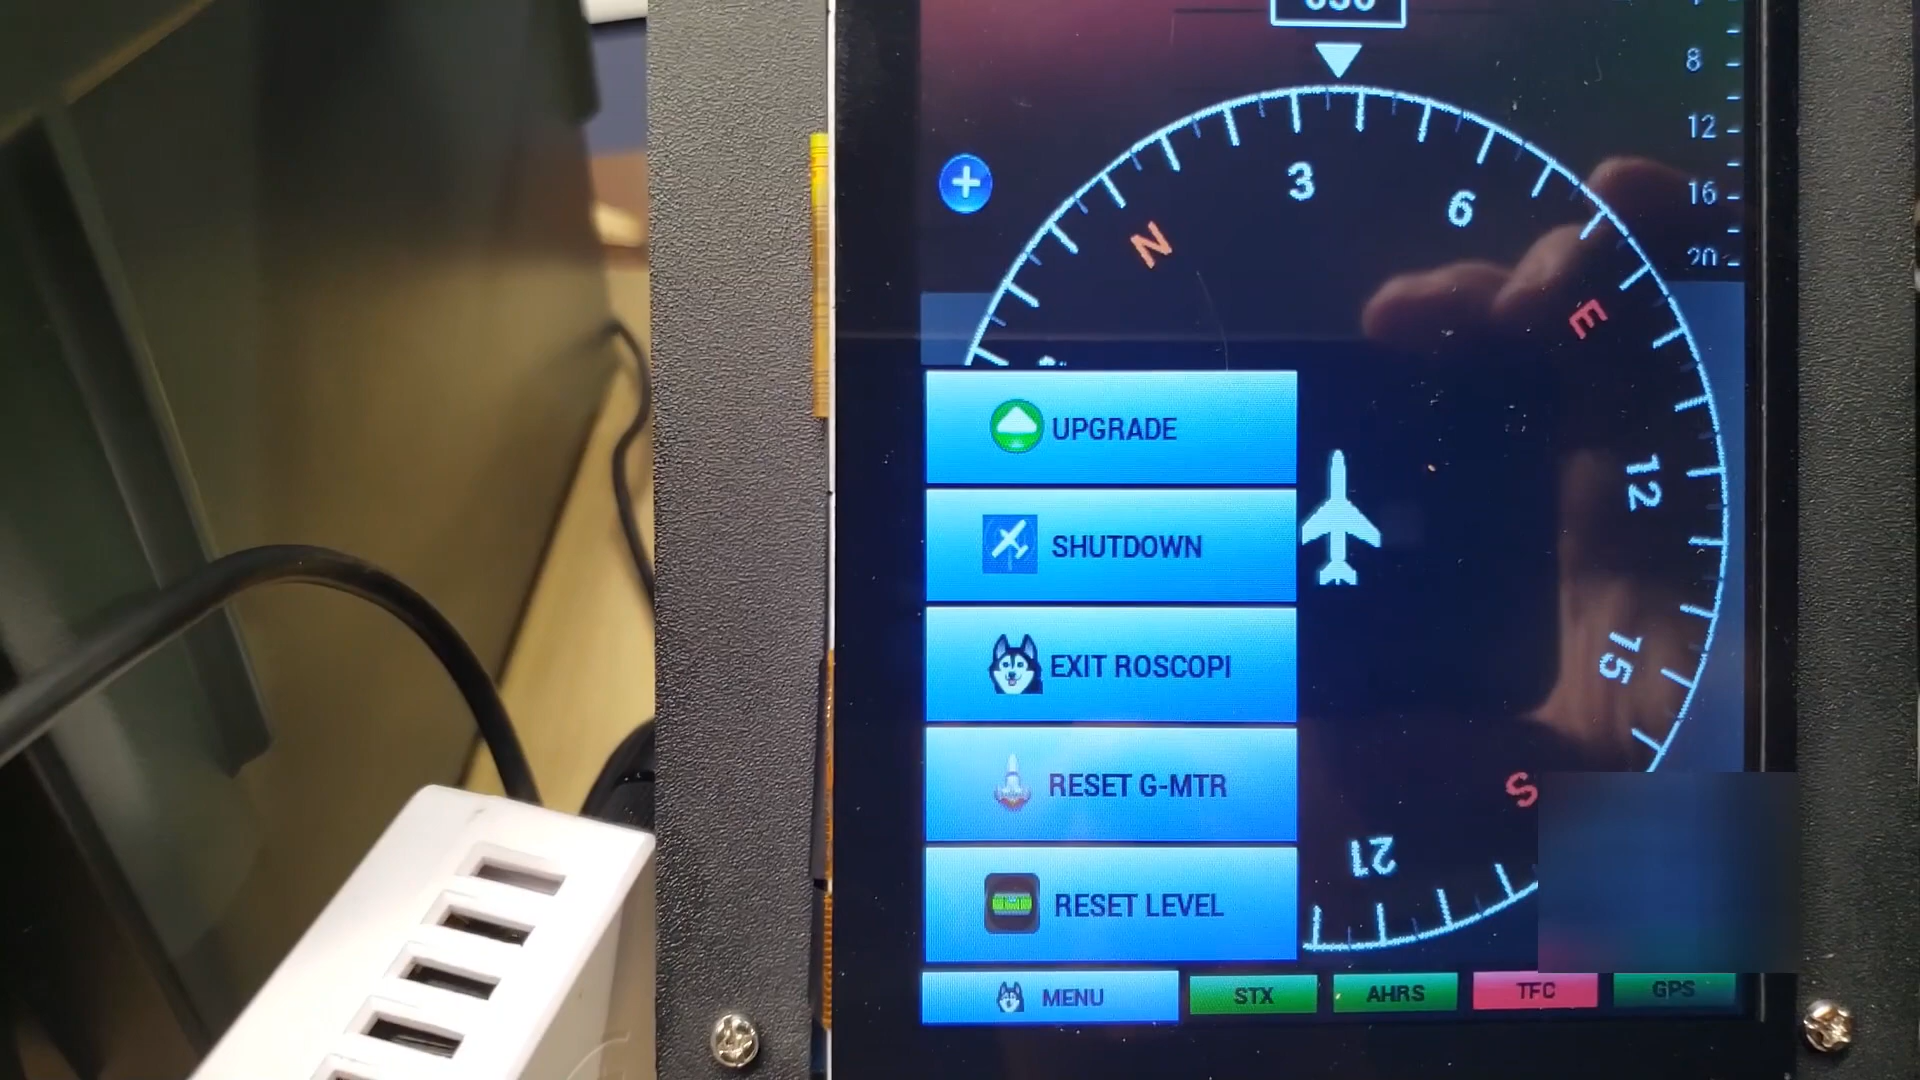 8
12
3
6
16
N
20
E
UPGRADE
12
SHUTDOWN
EXIT ROSCOPI
15
RESET G-MTR
S
21
RESET LEVEL
MENU STX AHRS TFC GPS